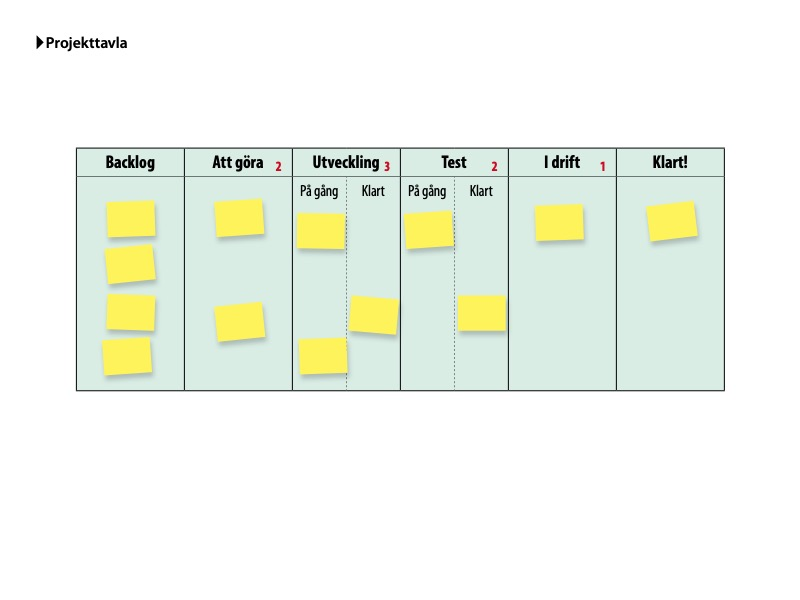 Projekttavla
Backlog Att göra 2 Utveckling 3 Test 2 I drift 1 Klart!
På gång Klart På gång Klart